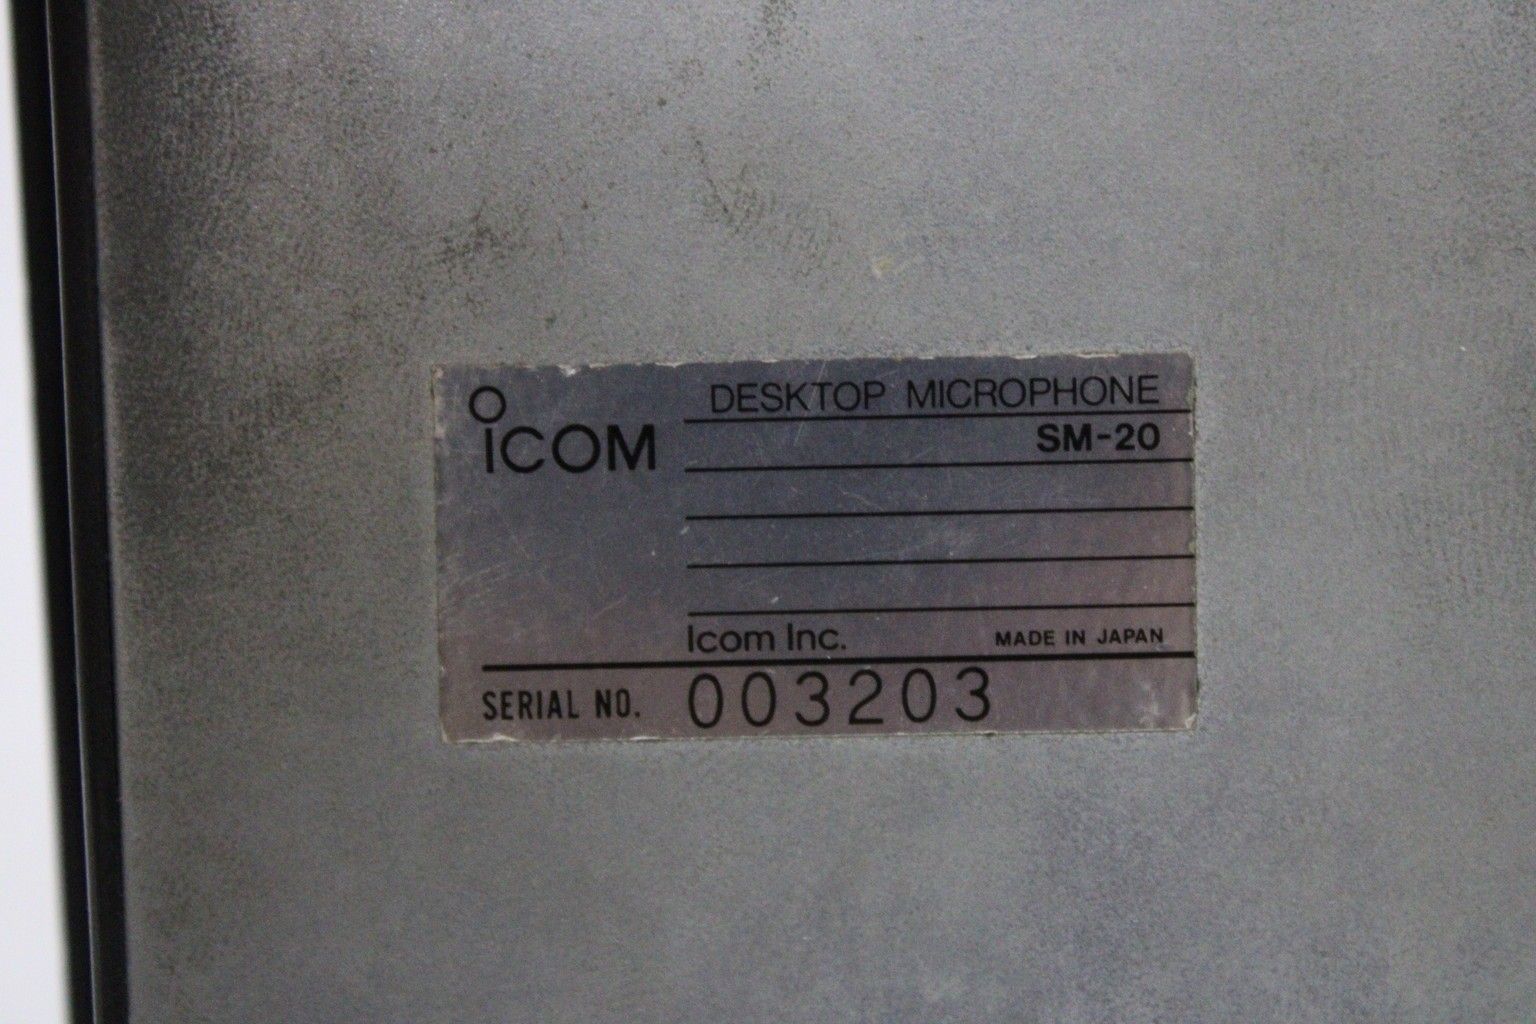 ICOM
DESKTOP MICROPHONE
SM-20
Icom Inc.
MADE IN JAPAN
SERIAL NO. 003203